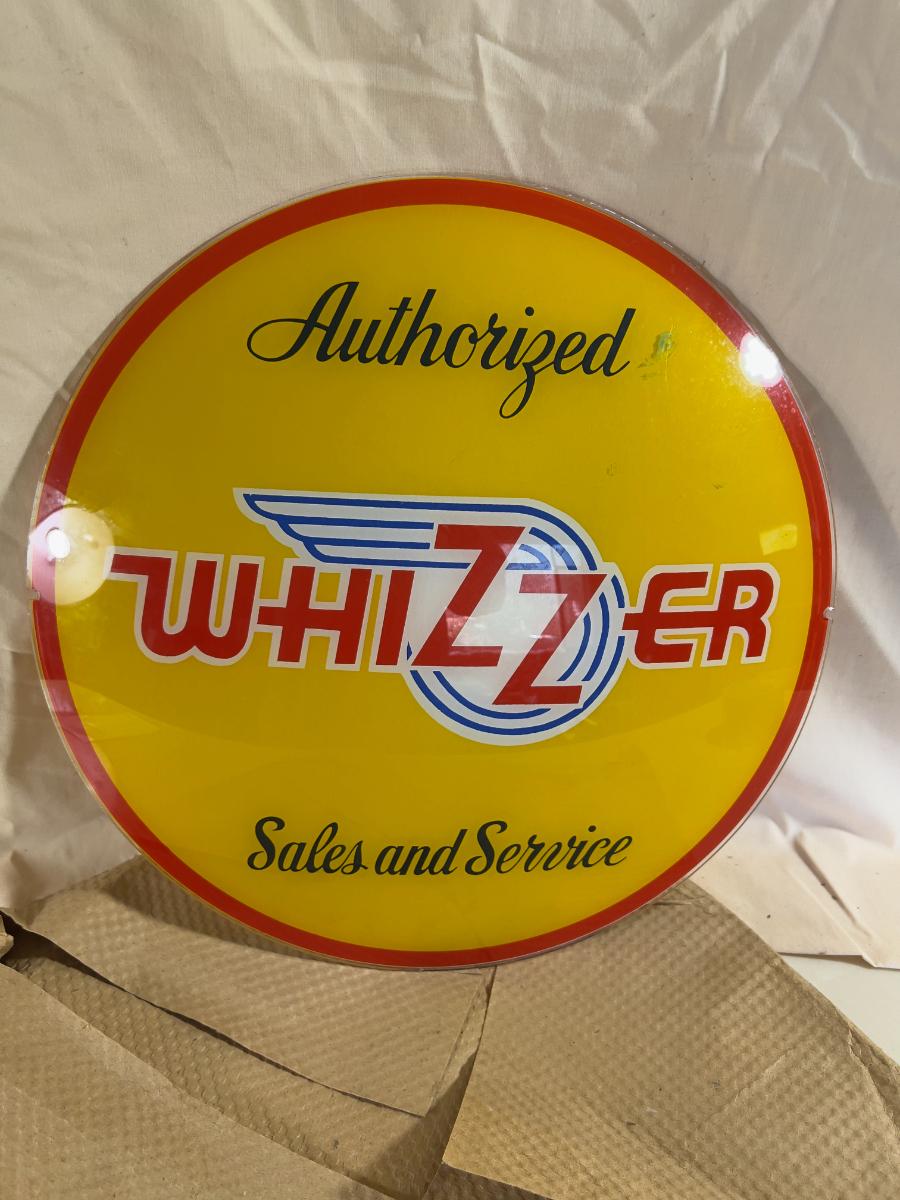 Authorized
WHIZZER
Sales and Service